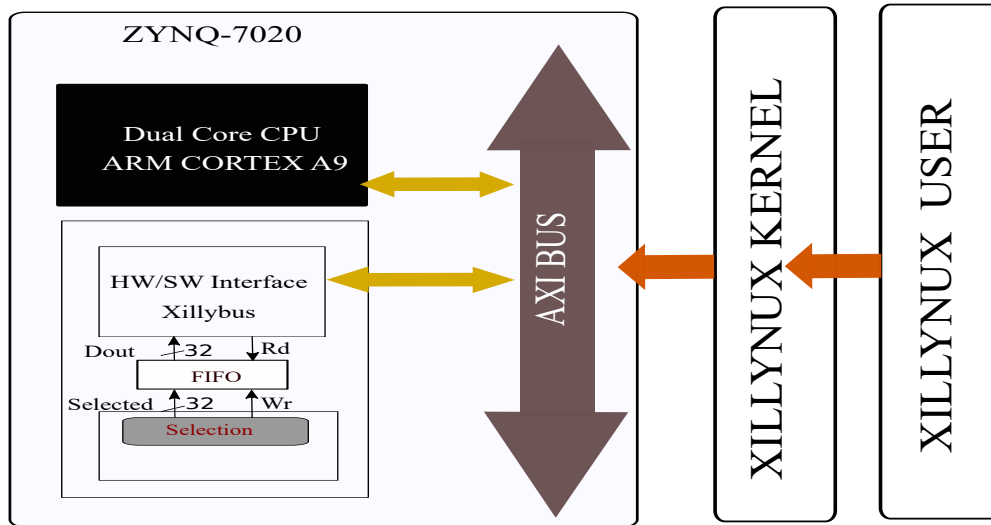 ZYNQ-7020
Dual Core CPU
ARM CORTEX A9
HW/SW Interface
Xillybus
Dout
32
Rd
FIFO
Selected
32
Wr
Selection
AXI BUS
XILLYNUX KERNEL
XILLYNUX USER